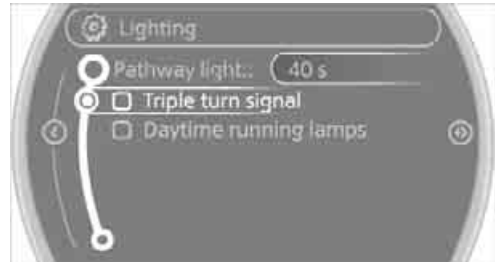 Lighting
Pathway light.: 40 s
Triple turn signal
Daytime running lamps